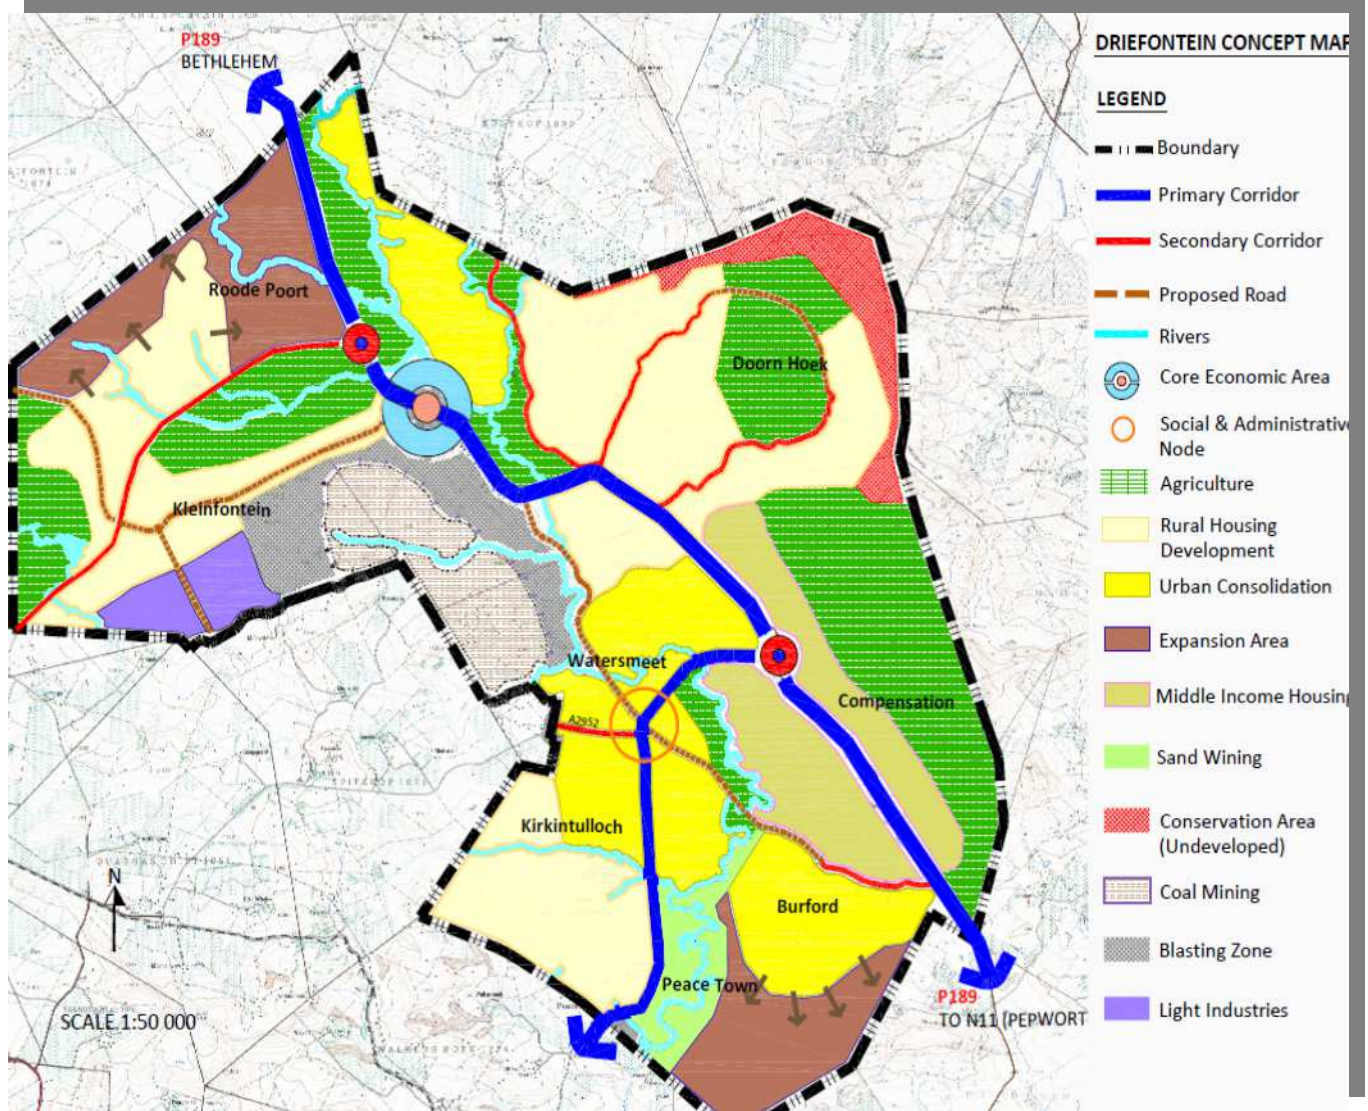 P189
BETHLEHEM
Roode Poort
Doorn Hoek
Kleinfontein
Watersmeet
Compensation
A2952
Kirkintulloch
Burford
Peace Town
N
SCALE 1:50 000
P189
TO N11 (PEPWORT
DRIEFONTEIN CONCEPT MAP
LEGEND
Boundary
Primary Corridor
Secondary Corridor
Proposed Road
Rivers
Core Economic Area
Social & Administrative
Node
Agriculture
Rural Housing
Development
Urban Consolidation
Expansion Area
Middle Income Housing
Sand Wining
Conservation Area
(Undeveloped)
Coal Mining
Blasting Zone
Light Industries